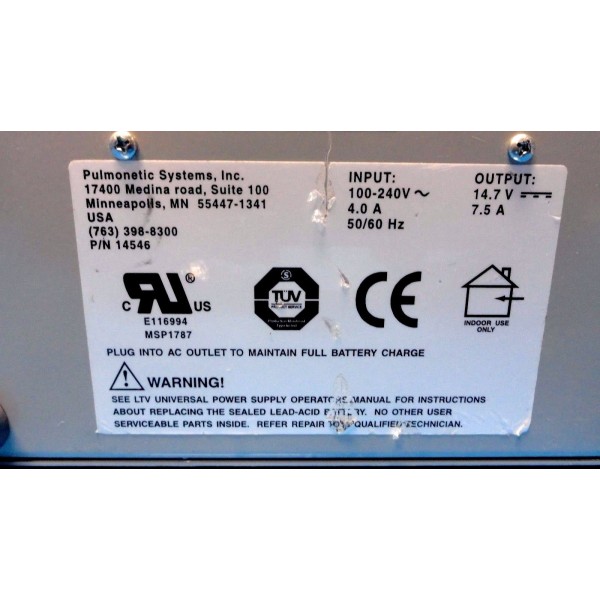 Pulmonetic Systems, Inc.
17400 Medina road, Suite 100
Minneapolis, MN 55447-1341
USA
(763) 398-8300
P/N 14546
INPUT:
100-240V ~
4.0 A
50/60 Hz
OUTPUT:
14.7 V
7.5 A
C RU US
®
E116994
MSP1787
S
TÜV
CE
INDOOR USE
ONLY
PLUG INTO AC OUTLET TO MAINTAIN FULL BATTERY CHARGE
! WARNING!
SEE LTV UNIVERSAL POWER SUPPLY OPERATORS MANUAL FOR INSTRUCTIONS
ABOUT REPLACING THE SEALED LEAD-ACID BATTERY. NO OTHER USER
SERVICEABLE PARTS INSIDE. REFER REPAIR TO QUALIFIED TECHNICIAN.